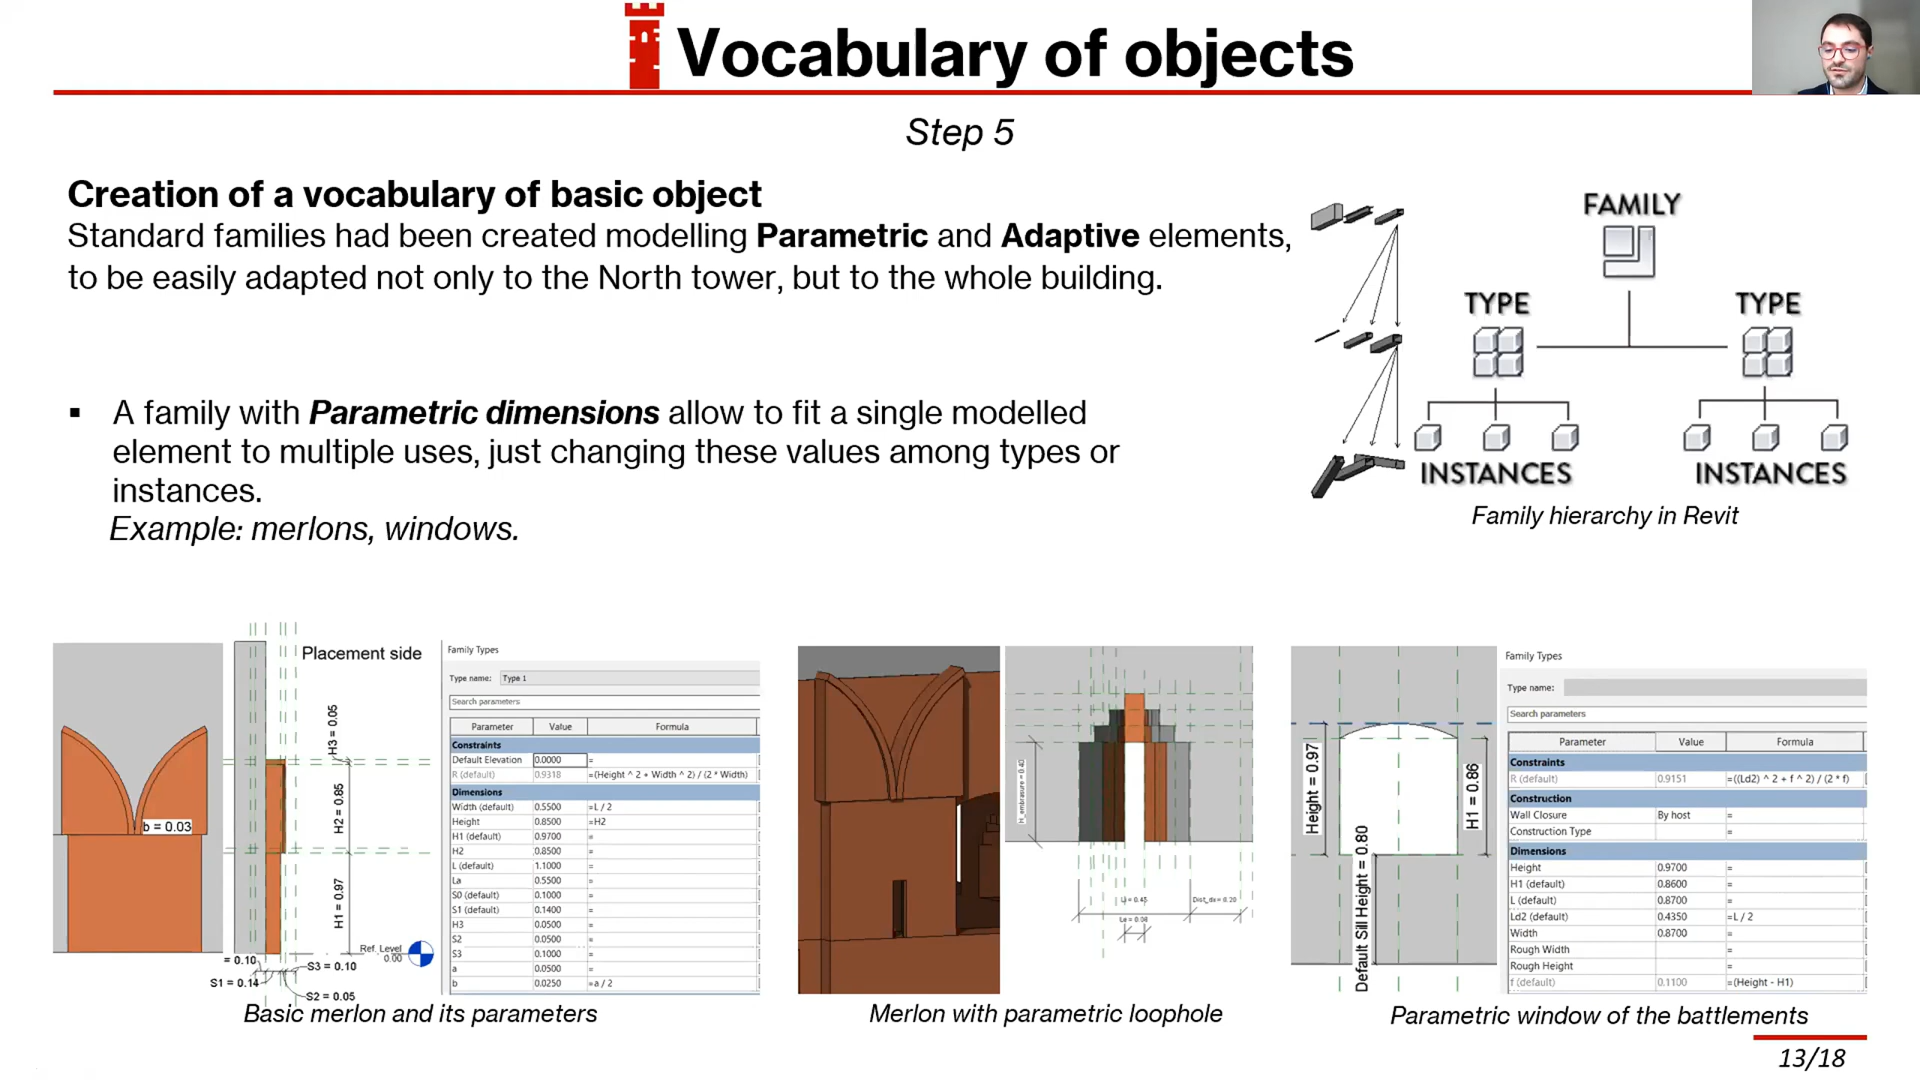 Vocabulary of objects
Step 5
Creation of a vocabulary of basic object
Standard families had been created modelling Parametric and Adaptive elements,
to be easily adapted not only to the North tower, but to the whole building.
▪ A family with Parametric dimensions allow to fit a single modelled
element to multiple uses, just changing these values among types or
instances.
Example: merlons, windows.
FAMILY
TYPE TYPE
INSTANCES INSTANCES
Family hierarchy in Revit
b = 0.03
Placement side
H3 = 0.05
H2 = 0.85
H1 = 0.97
Ref. Level
0.00
= 0.10
S3 = 0.10
S1 = 0.14
S2 = 0.05
Family Types
Type name: Type 1
Search parameters
Parameter Value Formula
Constraints
Default Elevation 0.0000 =
R (default) 0.9318 =(Height ^ 2 + Width ^ 2) / (2 * Width)
Dimensions
Width (default) 0.5500 =L / 2
Height 0.8500 =H2
H1 (default) 0.9700 =
H2 0.8500 =
L (default) 1.1000 =
La 0.5500 =
S0 (default) 0.1000 =
S1 (default) 0.1400 =
H3 0.0500 =
S2 0.0500 =
S3 0.1000 =
a 0.0500 =
b 0.0250 =a / 2
Basic merlon and its parameters
Dist_dx = 0.20
Merlon with parametric loophole
Height = 0.97
H1 = 0.86
Default Sill Height = 0.80
Family Types
Type name:
Search parameters
Parameter Value Formula
Constraints
R (default) 0.9151 =((Ld2) ^ 2 + f ^ 2) / (2 * f)
Construction
Wall Closure By host =
Construction Type =
Dimensions
Height 0.9700 =
H1 (default) 0.8600 =
L (default) 0.8700 =
Ld2 (default) 0.4350 =L / 2
Width 0.8700 =
Rough Width =
Rough Height =
f (default) 0.1100 =(Height - H1)
Parametric window of the battlements
13/18